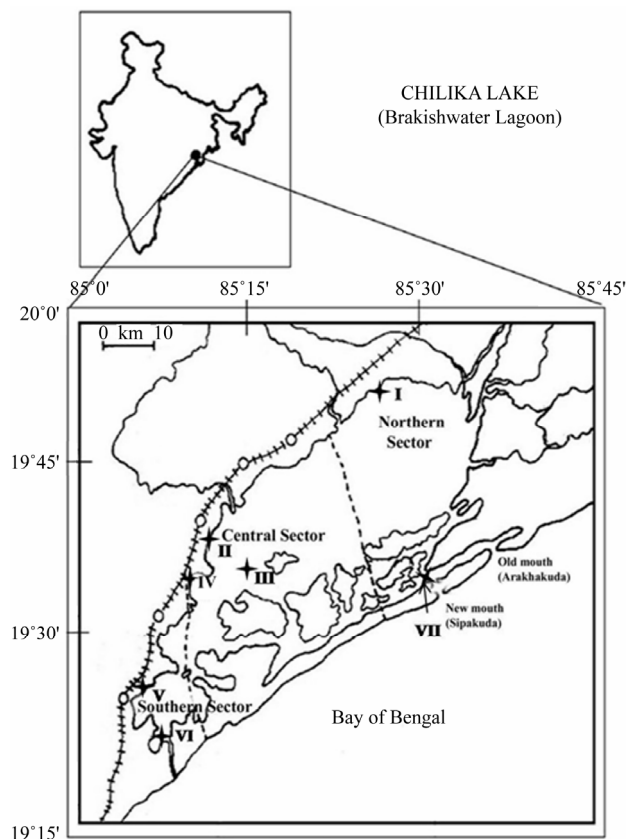 CHILIKA LAKE
(Brakishwater Lagoon)
85˚0' 85˚15' 85˚30' 85˚45'
20˚0'
0 km 10
I
Northern
Sector
19˚45'
Central Sector
II
III
IV
Old mouth
(Arakhakuda)
New mouth
(Sipakuda)
VII
19˚30'
V
Southern Sector
VI
Bay of Bengal
19˚15'